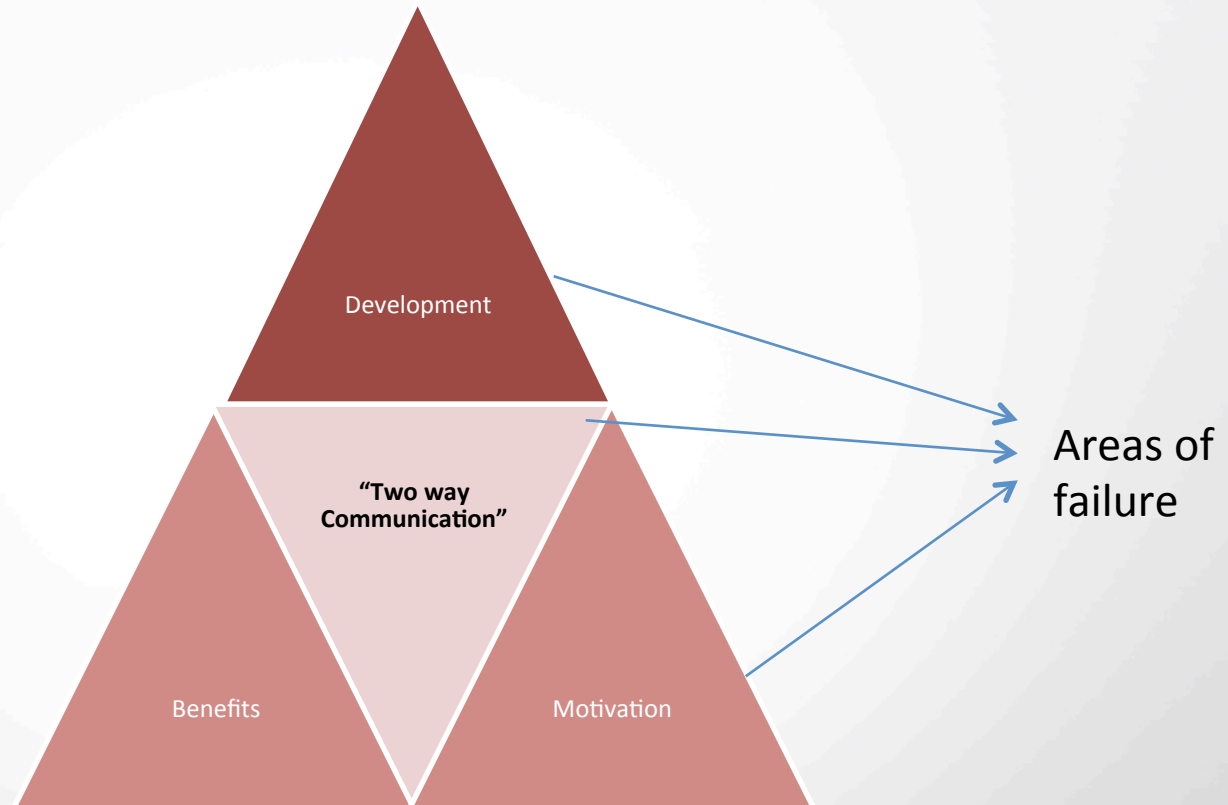 Development
“Two way
Communication”
Areas of
failure
Benefits
Motivation